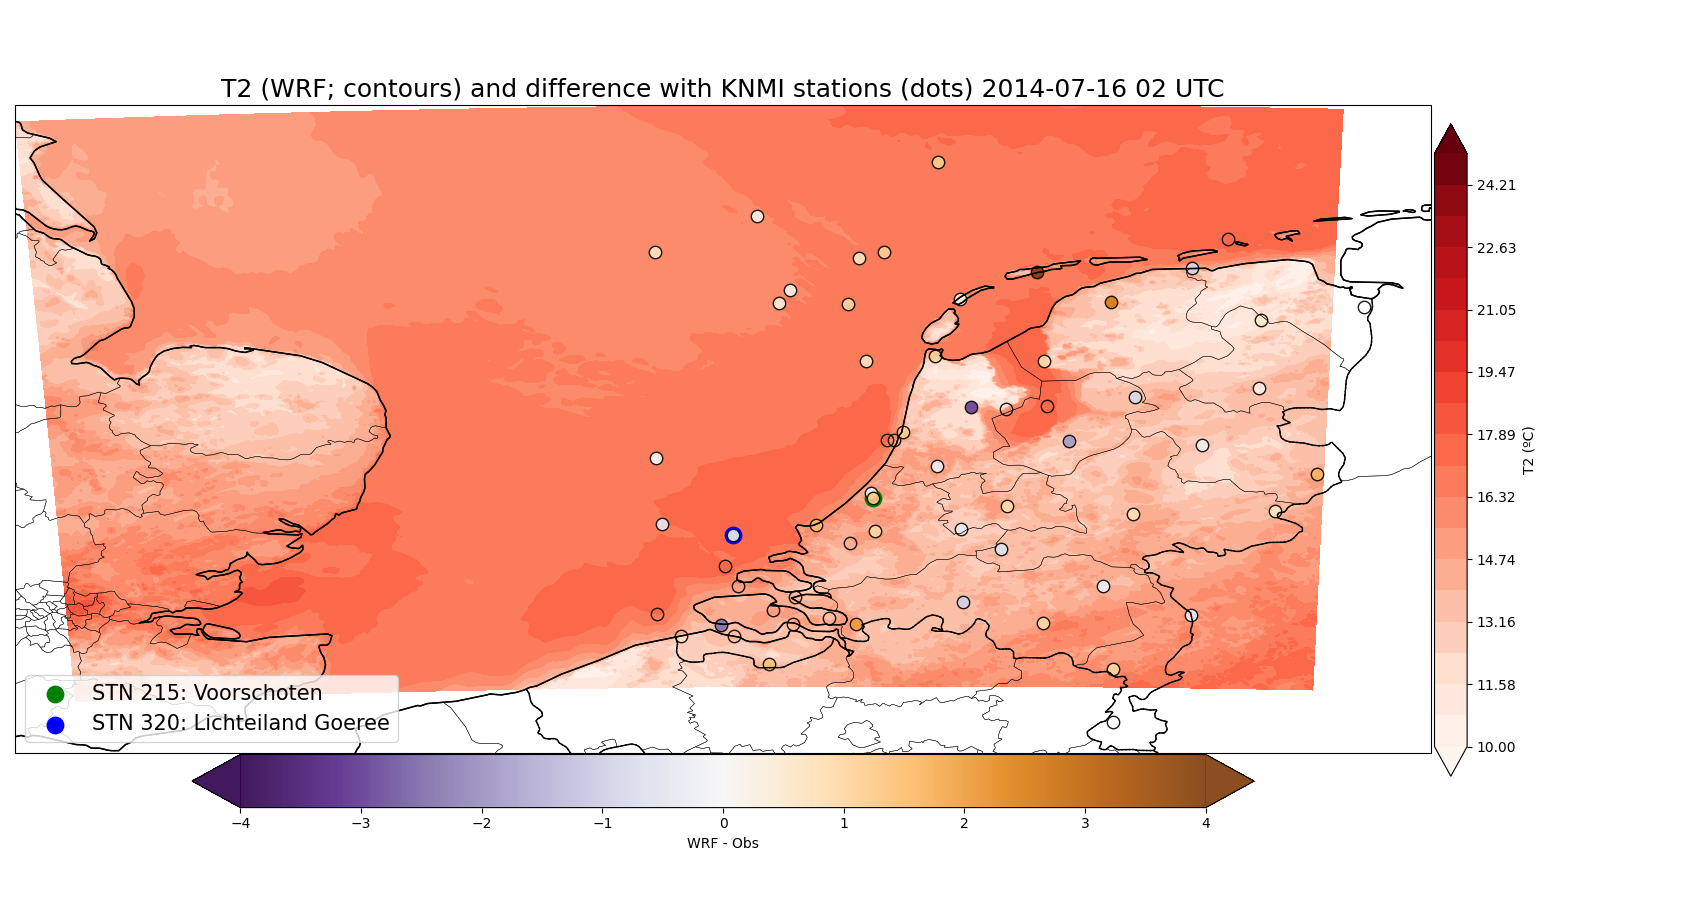 T2 (WRF; contours) and difference with KNMI stations (dots) 2014-07-16 02 UTC
24.21
22.63
21.05
19.47
17.89
16.32
14.74
13.16
11.58
10.00
T2 (ºC)
STN 215: Voorschoten
STN 320: Lichteiland Goeree
−4 −3 −2 −1 0 1 2 3 4
WRF - Obs